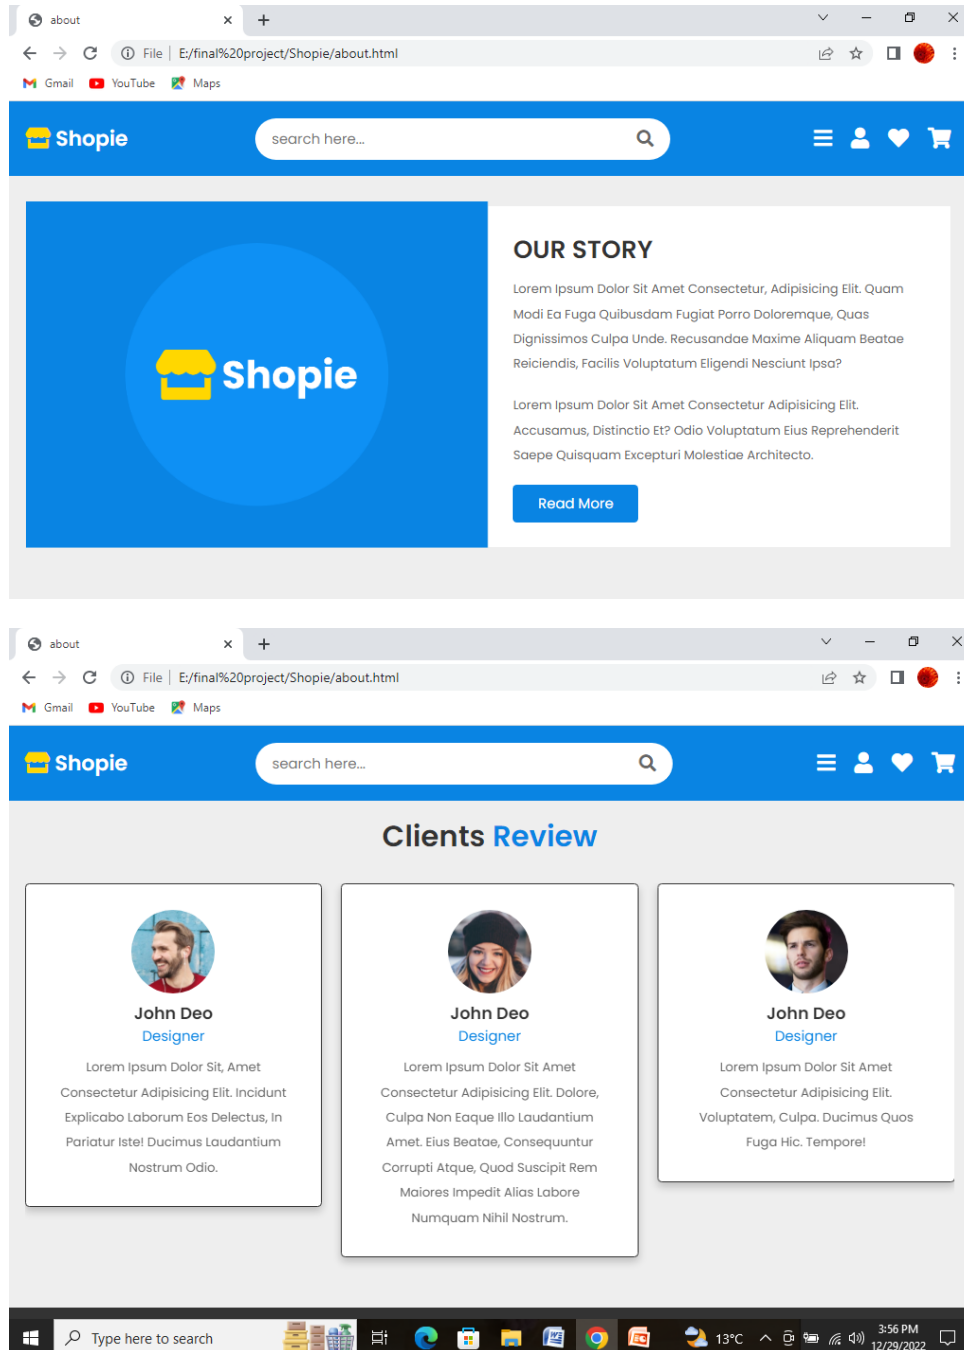 about
File | E:/final%20project/Shopie/about.html
Gmail YouTube Maps
Shopie search here...
Shopie
OUR STORY
Lorem Ipsum Dolor Sit Amet Consectetur, Adipisicing Elit. Quam
Modi Ea Fuga Quibusdam Fugiat Porro Doloremque, Quas
Dignissimos Culpa Unde. Recusandae Maxime Aliquam Beatae
Reiciendis, Facilis Voluptatum Eligendi Nesciunt Ipsa?
Lorem Ipsum Dolor Sit Amet Consectetur Adipisicing Elit.
Accusamus, Distinctio Et? Odio Voluptatum Eius Reprehenderit
Saepe Quisquam Excepturi Molestiae Architecto.
Read More
about
File | E:/final%20project/Shopie/about.html
Gmail YouTube Maps
Shopie search here...
Clients Review
John Deo
Designer
Lorem Ipsum Dolor Sit, Amet
Consectetur Adipisicing Elit. Incidunt
Explicabo Laborum Eos Delectus, In
Pariatur Iste! Ducimus Laudantium
Nostrum Odio.
John Deo
Designer
Lorem Ipsum Dolor Sit Amet
Consectetur Adipisicing Elit. Dolore,
Culpa Non Eaque Illo Laudantium
Amet. Eius Beatae, Consequuntur
Corrupti Atque, Quod Suscipit Rem
Maiores Impedit Alias Labore
Numquam Nihil Nostrum.
John Deo
Designer
Lorem Ipsum Dolor Sit Amet
Consectetur Adipisicing Elit.
Voluptatem, Culpa. Ducimus Quos
Fuga Hic. Tempore!
Type here to search
13°C
3:56 PM
12/29/2022